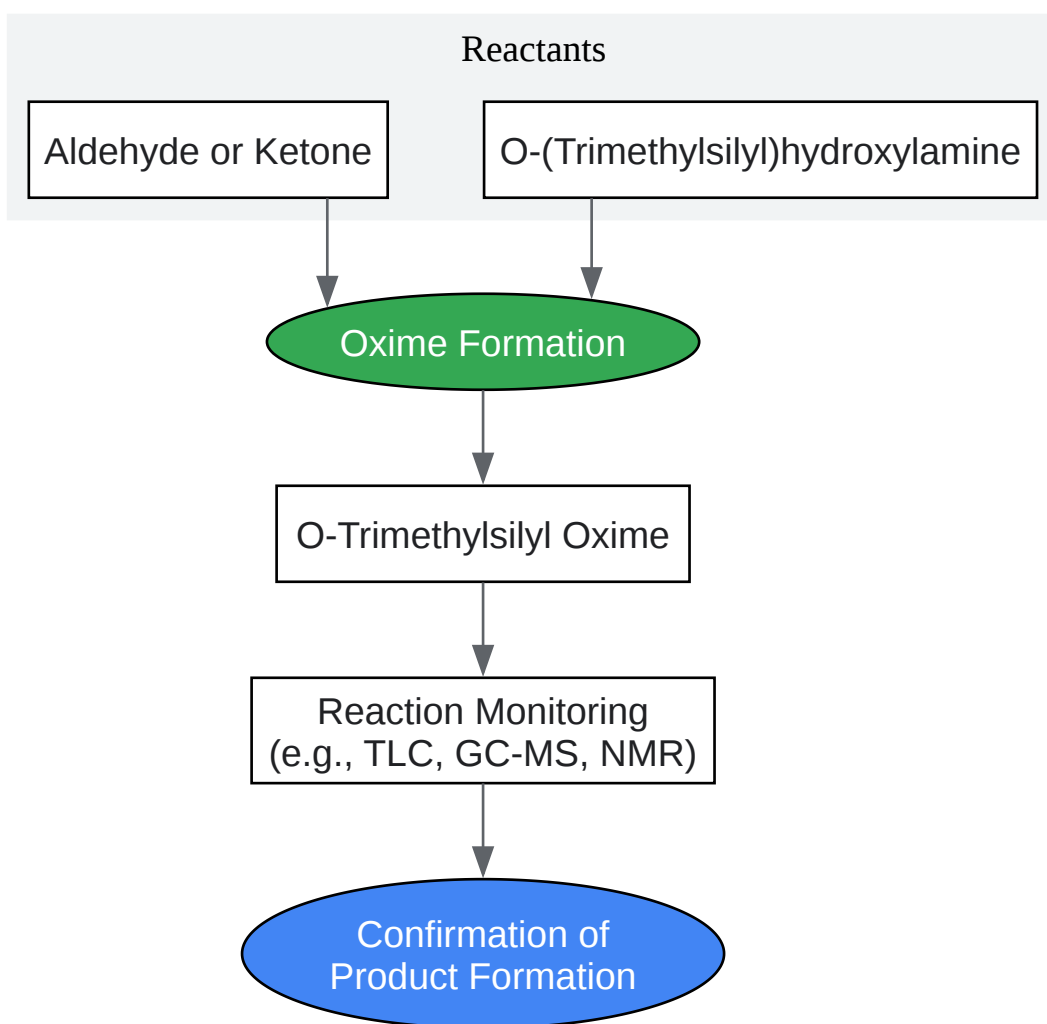 Reactants
Aldehyde or Ketone
O-(Trimethylsilyl)hydroxylamine
Oxime Formation
O-Trimethylsilyl Oxime
Reaction Monitoring
(e.g., TLC, GC-MS, NMR)
Confirmation of
Product Formation